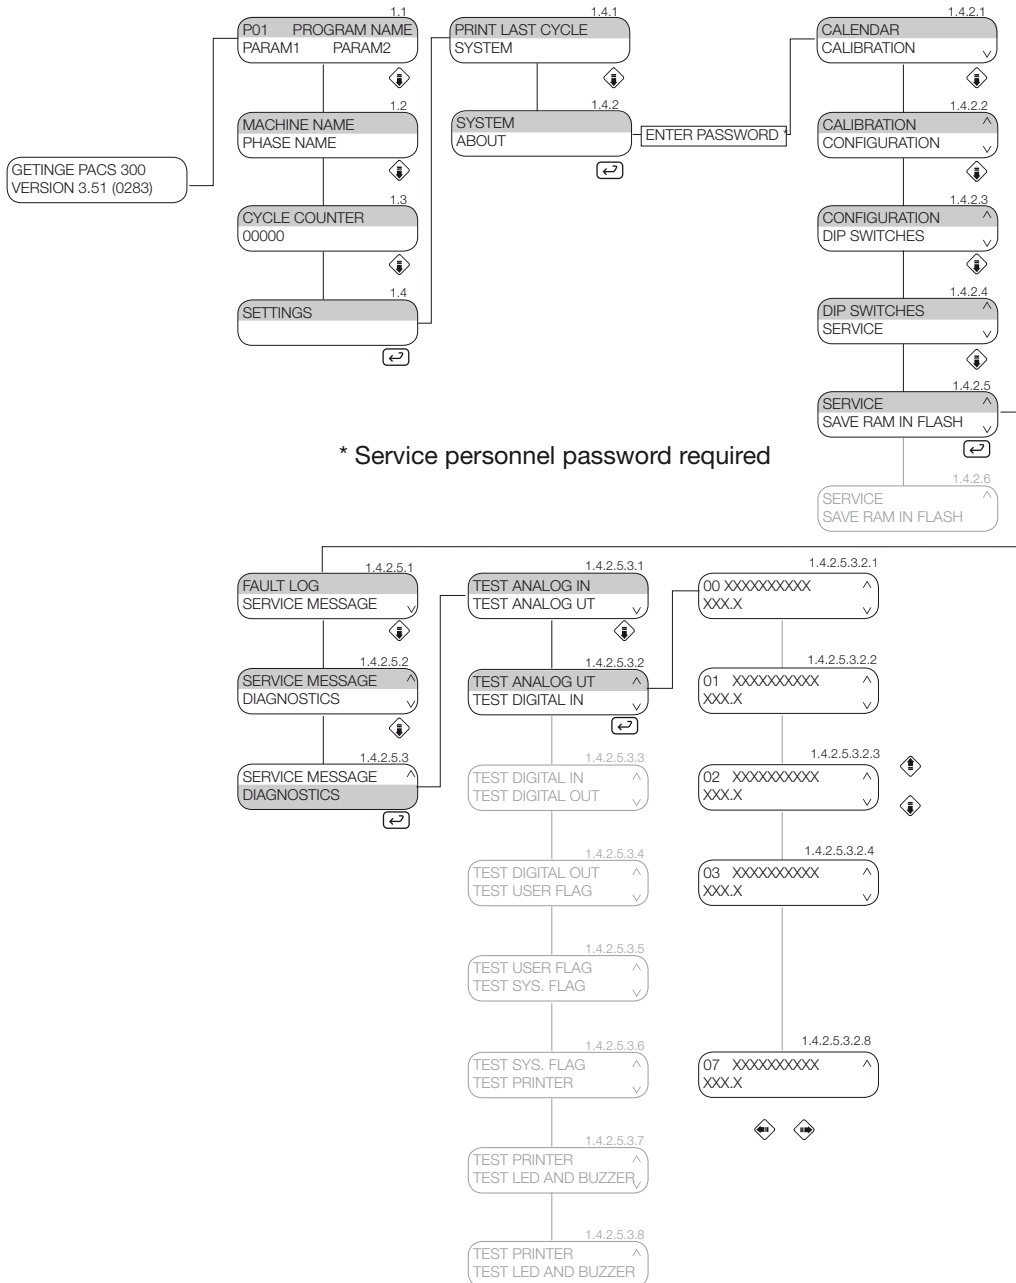 GETINGE PACS 300
VERSION 3.51 (0283)
1.1
P01 PROGRAM NAME
PARAM1 PARAM2
1.2
MACHINE NAME
PHASE NAME
1.3
CYCLE COUNTER
00000
1.4
SETTINGS
1.4.1
PRINT LAST CYCLE
SYSTEM
1.4.2
SYSTEM
ABOUT
ENTER PASSWORD *
1.4.2.1
CALENDAR
CALIBRATION
1.4.2.2
CALIBRATION
CONFIGURATION
1.4.2.3
CONFIGURATION
DIP SWITCHES
1.4.2.4
DIP SWITCHES
SERVICE
1.4.2.5
SERVICE
SAVE RAM IN FLASH
1.4.2.6
SERVICE
SAVE RAM IN FLASH
* Service personnel password required
1.4.2.5.1
FAULT LOG
SERVICE MESSAGE
1.4.2.5.2
SERVICE MESSAGE
DIAGNOSTICS
1.4.2.5.3
SERVICE MESSAGE
DIAGNOSTICS
1.4.2.5.3.1
TEST ANALOG IN
TEST ANALOG UT
1.4.2.5.3.2
TEST ANALOG UT
TEST DIGITAL IN
1.4.2.5.3.3
TEST DIGITAL IN
TEST DIGITAL OUT
1.4.2.5.3.4
TEST DIGITAL OUT
TEST USER FLAG
1.4.2.5.3.5
TEST USER FLAG
TEST SYS. FLAG
1.4.2.5.3.6
TEST SYS. FLAG
TEST PRINTER
1.4.2.5.3.7
TEST PRINTER
TEST LED AND BUZZER
1.4.2.5.3.8
TEST PRINTER
TEST LED AND BUZZER
1.4.2.5.3.2.1
00 XXXXXXXXXX
XXX.X
1.4.2.5.3.2.2
01 XXXXXXXXXX
XXX.X
1.4.2.5.3.2.3
02 XXXXXXXXXX
XXX.X
1.4.2.5.3.2.4
03 XXXXXXXXXX
XXX.X
1.4.2.5.3.2.8
07 XXXXXXXXXX
XXX.X